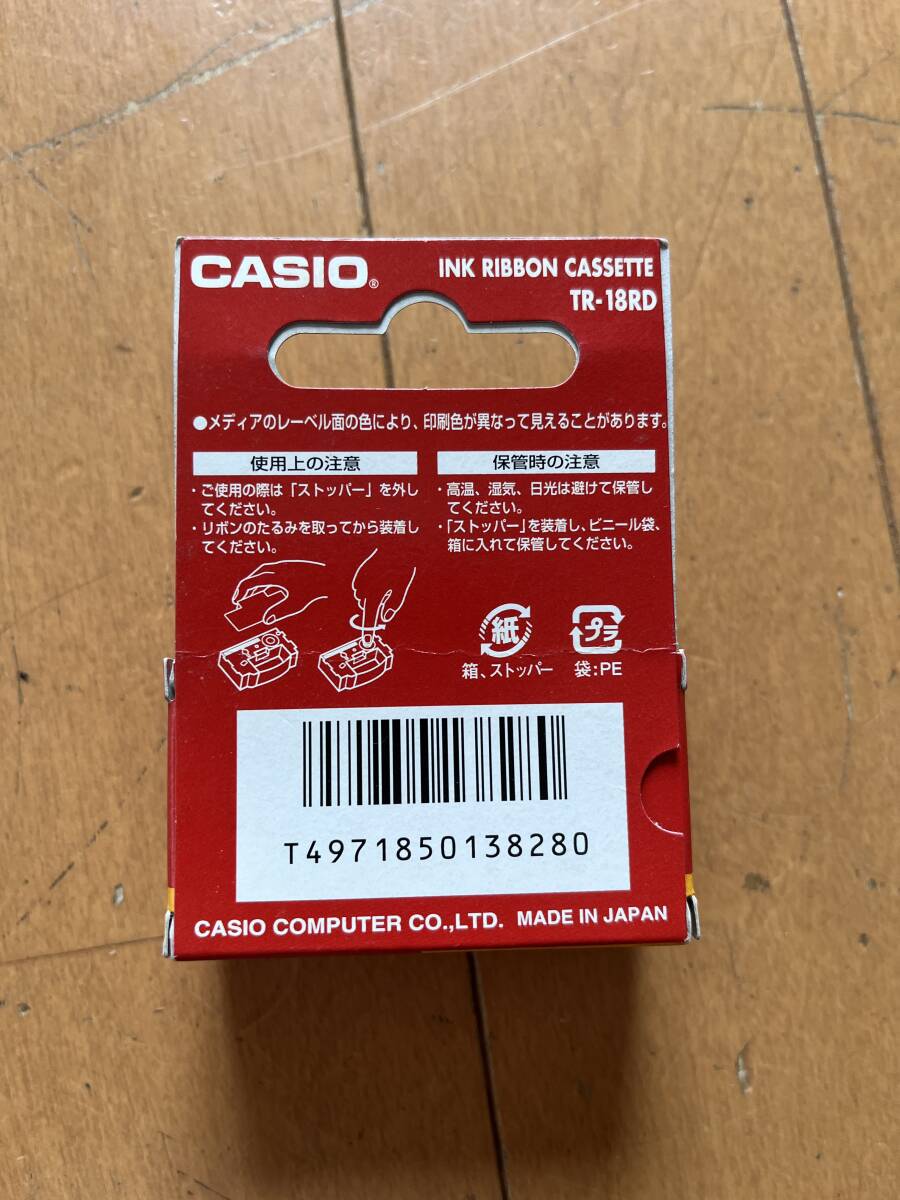 CASIO®
INK RIBBON CASSETTE
TR-18RD
●メディアのレーベル面の色により、印刷色が異なって見えることがあります。
使用上の注意
・ご使用の際は「ストッパー」を外し
てください。
・リボンのたるみを取ってから装着し
てください。
保管時の注意
・高温、湿気、日光は避けて保管し
てください。
・「ストッパー」を装着し、ビニール袋、
箱に入れて保管してください。
紙
箱、ストッパー
プラ
袋:PE
T4971850138280
CASIO COMPUTER CO.,LTD. MADE IN JAPAN